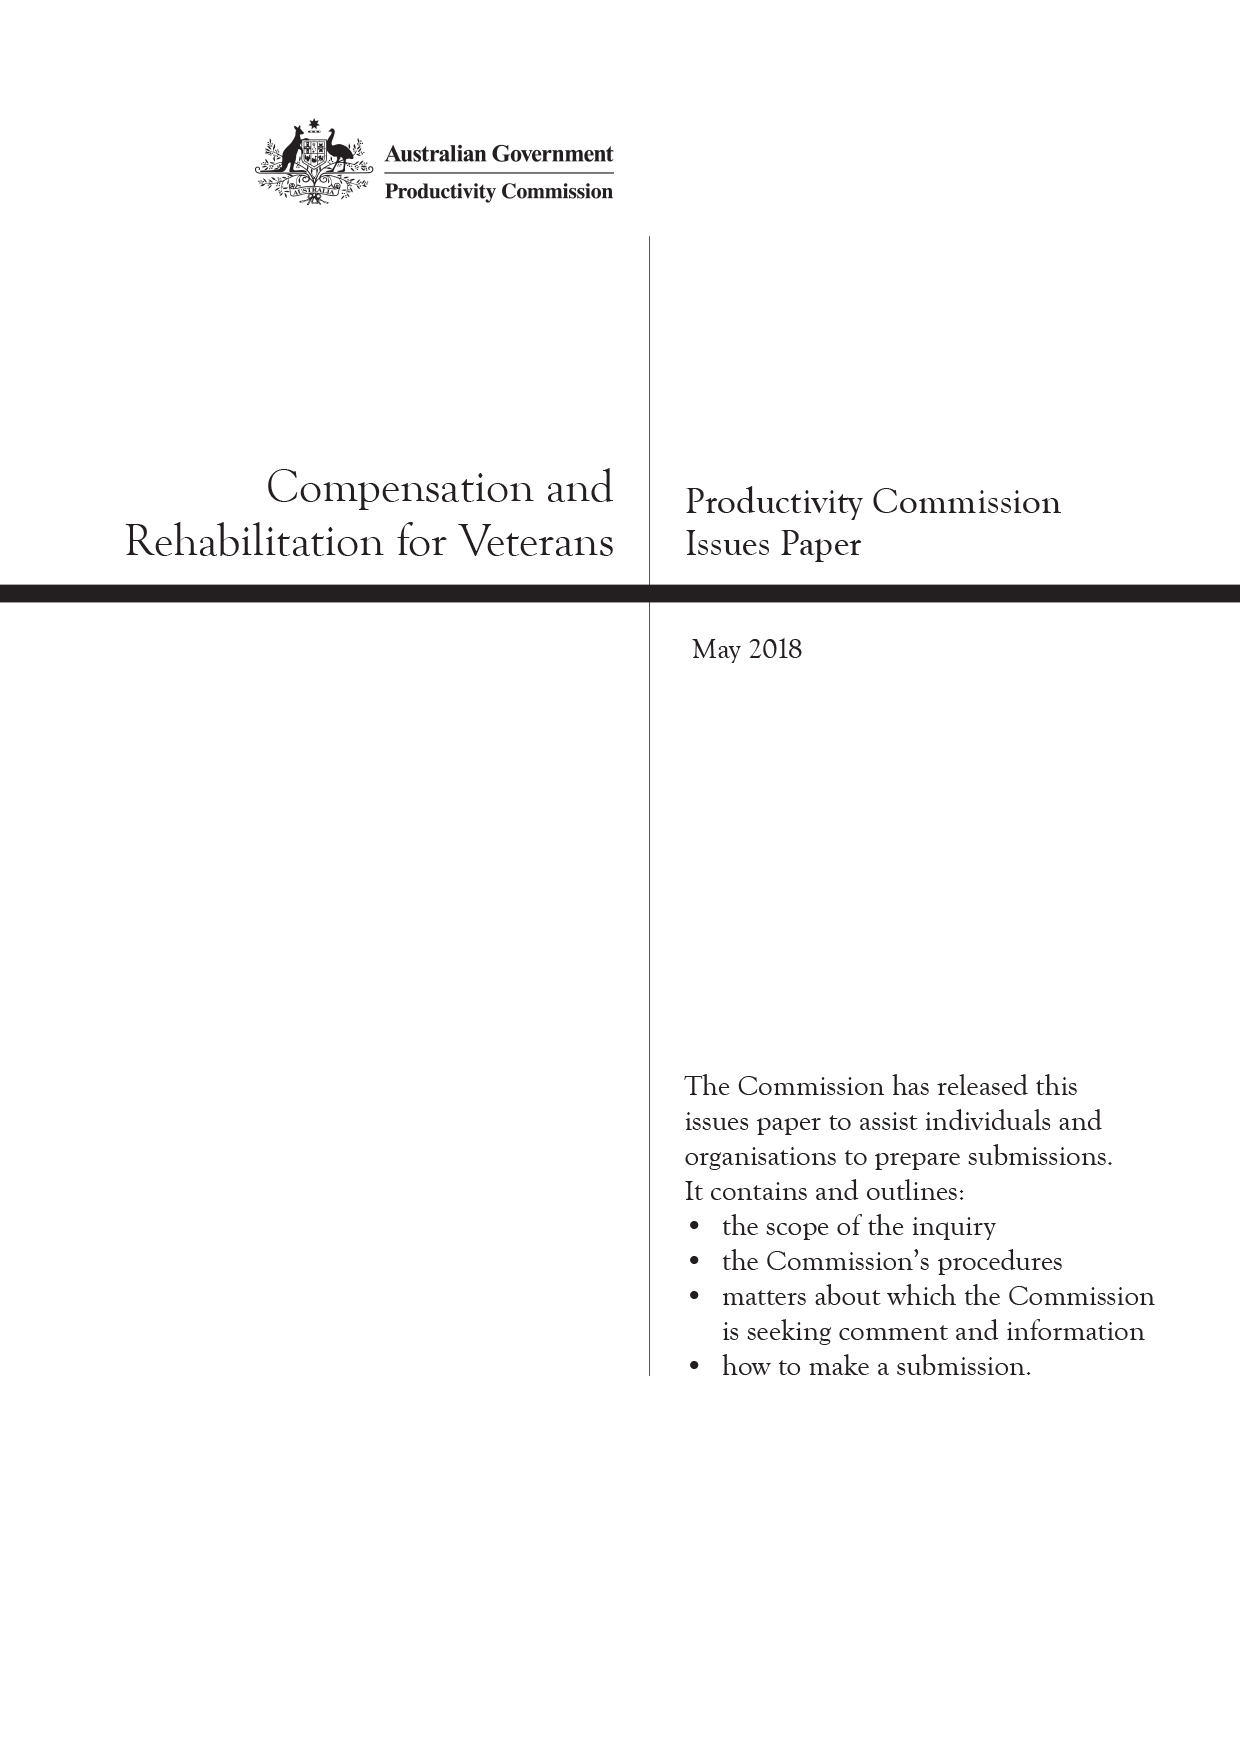 AUSTRALIA
Australian Government
Productivity Commission
Compensation and
Rehabilitation for Veterans
Productivity Commission
Issues Paper
May 2018
The Commission has released this
issues paper to assist individuals and
organisations to prepare submissions.
It contains and outlines:
• the scope of the inquiry
• the Commission's procedures
• matters about which the Commission
is seeking comment and information
• how to make a submission.